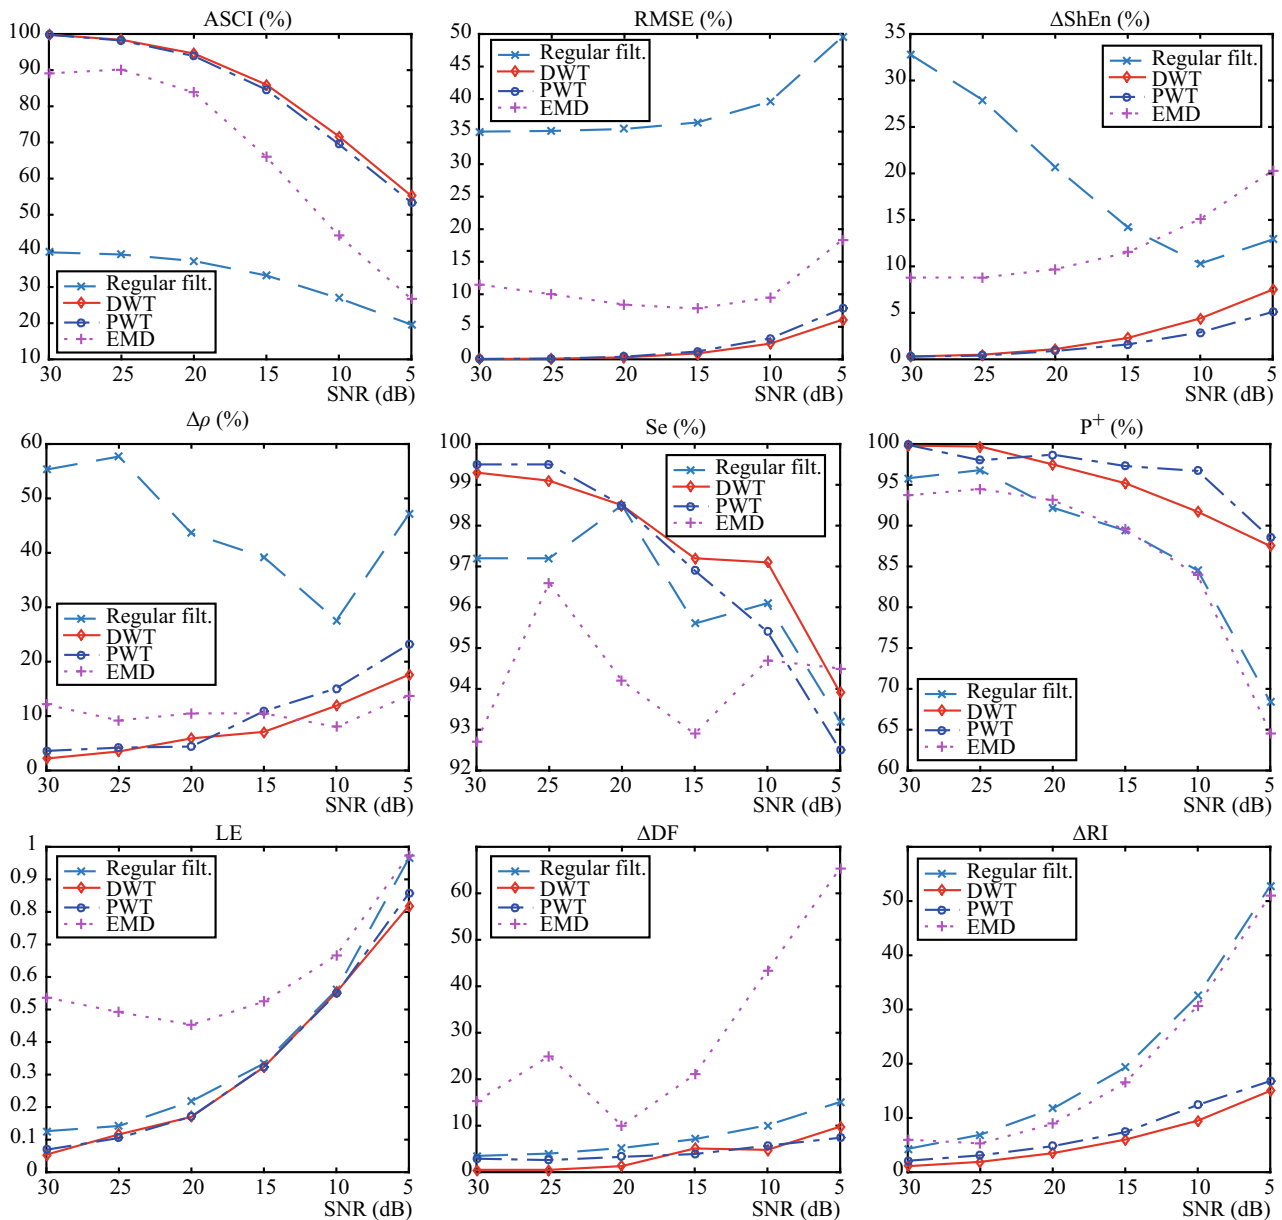 ASCI (%)
100
90
80
70
60
50
40
30
20
10
Regular filt.
DWT
PWT
EMD
30 25 20 15 10 5
SNR (dB)
RMSE (%)
50
45
40
35
30
25
20
15
10
5
0
Regular filt.
DWT
PWT
EMD
30 25 20 15 10 5
SNR (dB)
ΔShEn (%)
35
30
25
20
15
10
5
0
Regular filt.
DWT
PWT
EMD
30 25 20 15 10 5
SNR (dB)
Δρ (%)
60
50
40
30
20
10
0
Regular filt.
DWT
PWT
EMD
30 25 20 15 10 5
SNR (dB)
Se (%)
100
99
98
97
96
95
94
93
92
Regular filt.
DWT
PWT
EMD
30 25 20 15 10 5
SNR (dB)
P+ (%)
100
95
90
85
80
75
70
65
60
Regular filt.
DWT
PWT
EMD
30 25 20 15 10 5
SNR (dB)
LE
1
0.9
0.8
0.7
0.6
0.5
0.4
0.3
0.2
0.1
0
Regular filt.
DWT
PWT
EMD
30 25 20 15 10 5
SNR (dB)
ΔDF
60
50
40
30
20
10
0
Regular filt.
DWT
PWT
EMD
30 25 20 15 10 5
SNR (dB)
ΔRI
50
40
30
20
10
0
Regular filt.
DWT
PWT
EMD
30 25 20 15 10 5
SNR (dB)